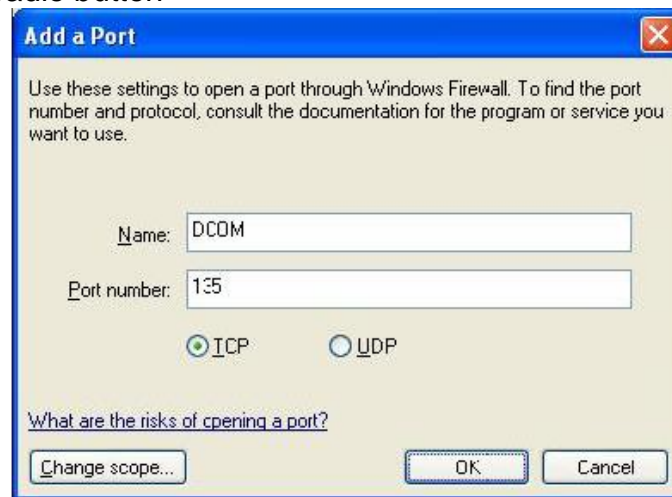 radio button
Add a Port
Use these settings to open a port through Windows Firewall. To find the port
number and protocol, consult the documentation for the program or service you
want to use.
Name: DCOM
Port number: 135
TCP UDP
What are the risks of opening a port?
Change scope... OK Cancel